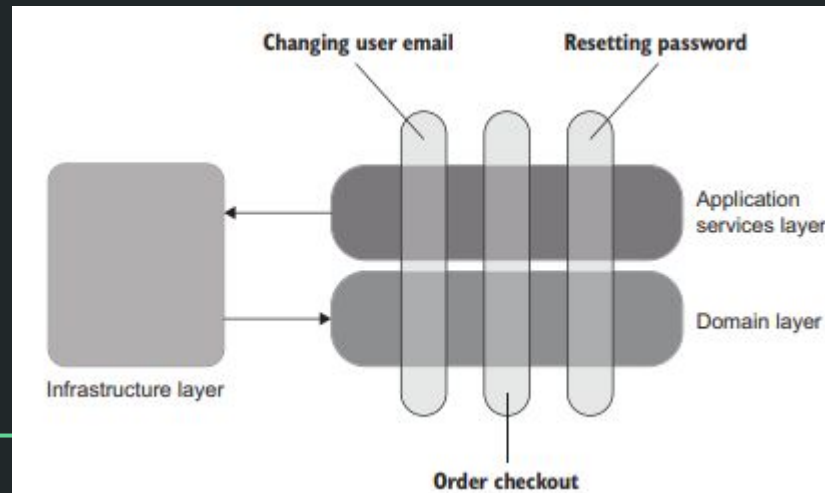 Changing user email
Resetting password
Application
services layer
Domain layer
Infrastructure layer
Order checkout